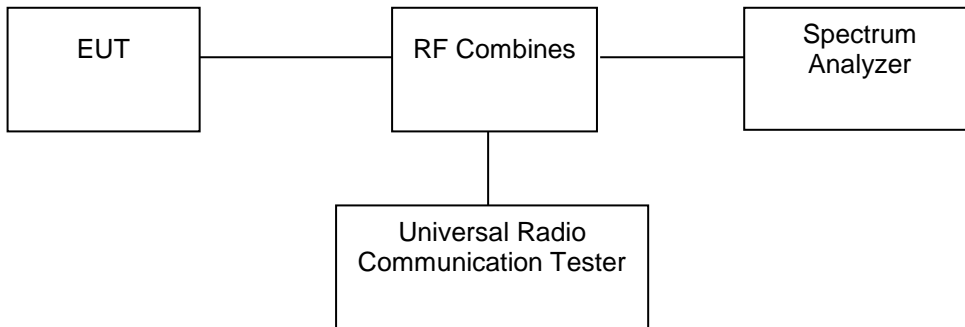 EUT
RF Combines
Spectrum
Analyzer
Universal Radio
Communication Tester